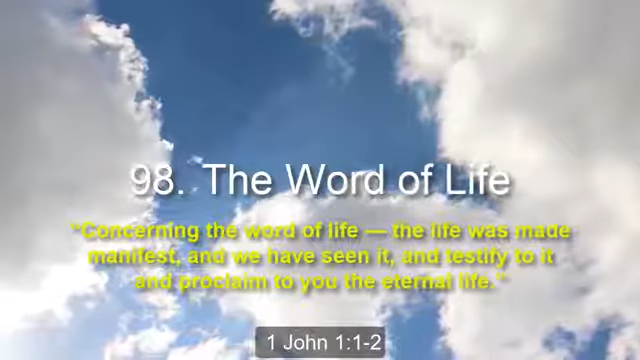 98. The Word of Life
“Concerning the word of life — the life was made
manifest, and we have seen it, and testify to it
and proclaim to you the eternal life.”
1 John 1:1-2